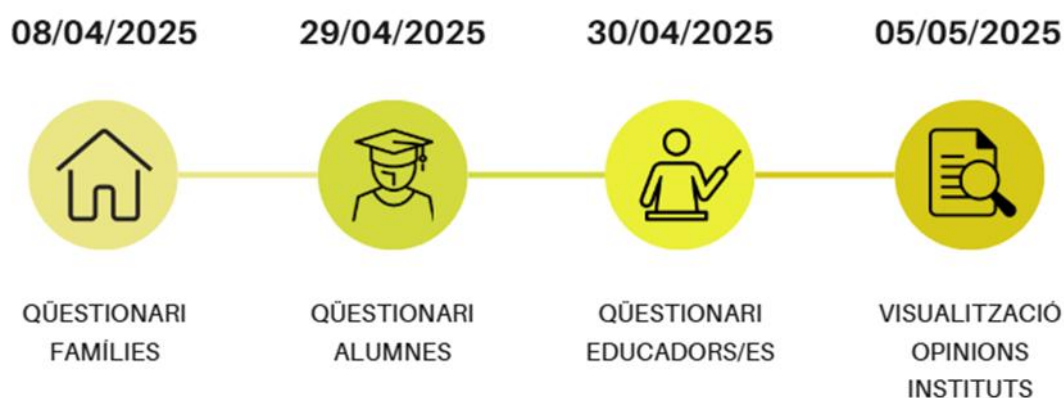 08/04/2025
29/04/2025
30/04/2025
05/05/2025
QÜESTIONARI
FAMÍLIES
QÜESTIONARI
ALUMNES
QÜESTIONARI
EDUCADORS/ES
VISUALITZACIÓ
OPINIONS
INSTITUTS